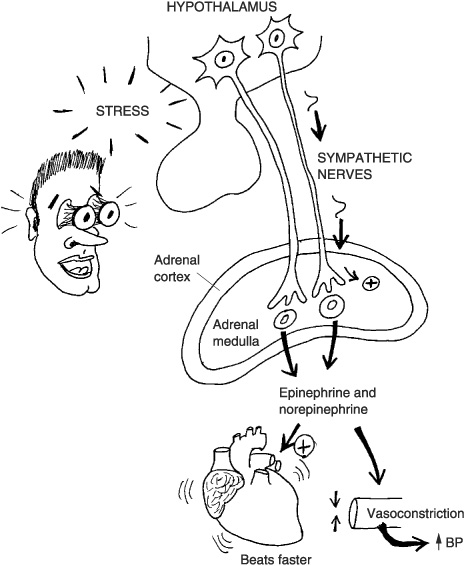 HYPOTHALAMUS
STRESS
SYMPATHETIC
NERVES
Adrenal
cortex
+
Adrenal
medulla
Epinephrine and
norepinephrine
+
Vasoconstriction
↑ BP
Beats faster